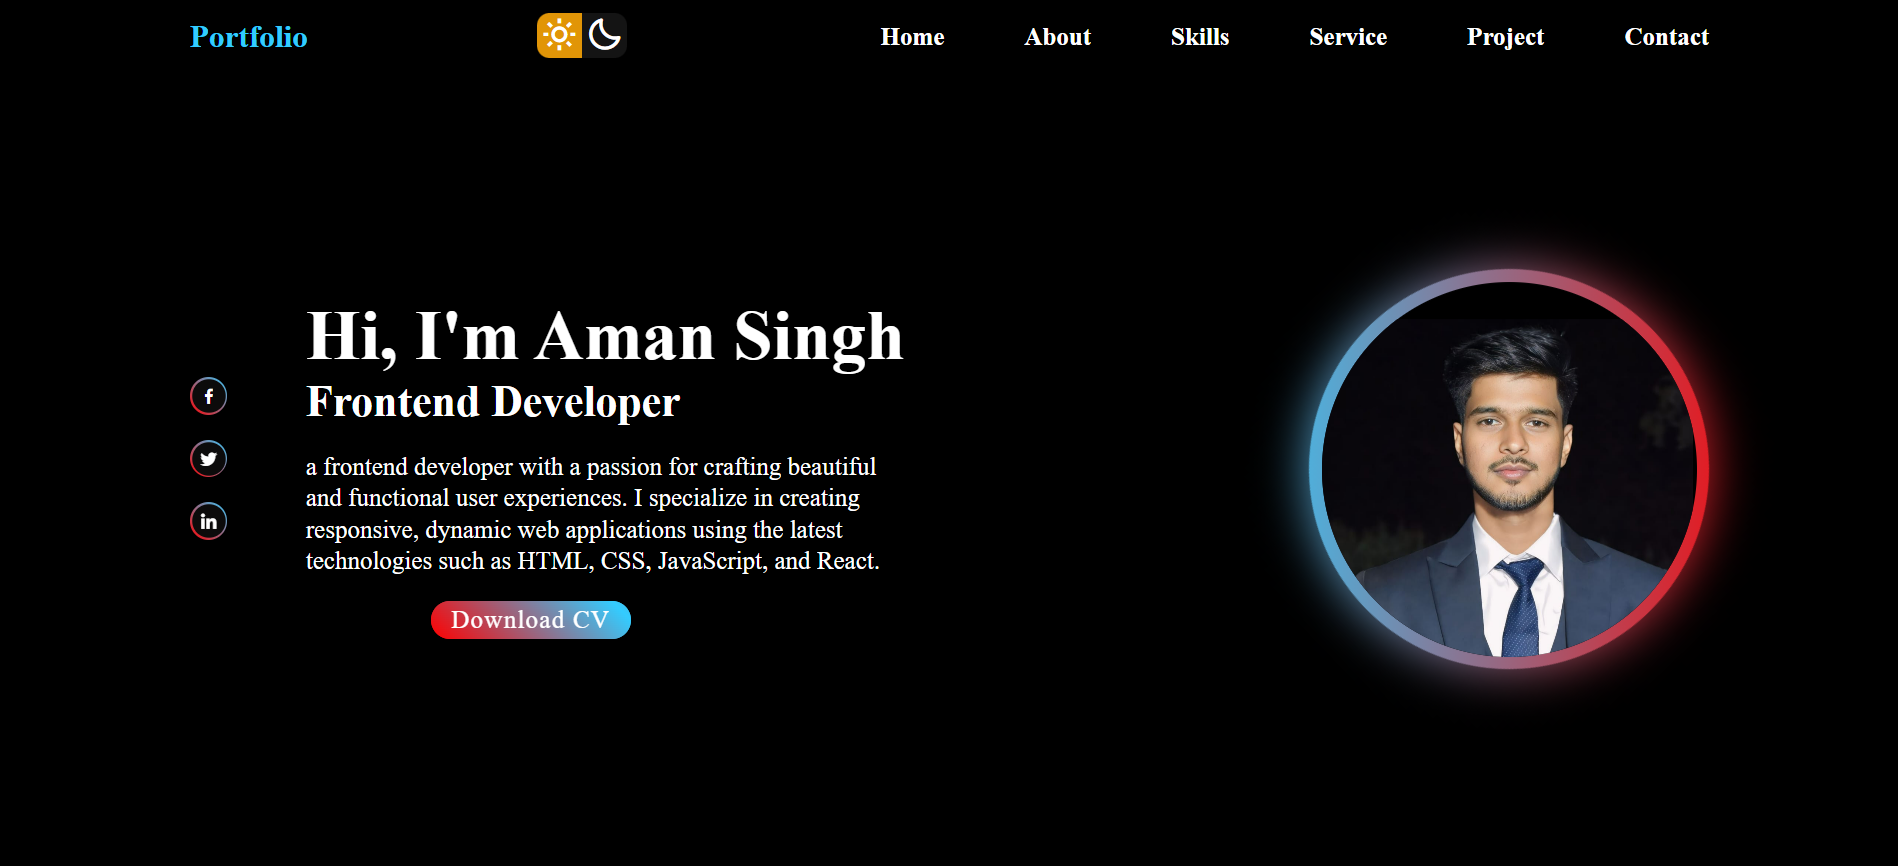 Portfolio
Home
About
Skills
Service
Project
Contact
Hi, I'm Aman Singh
Frontend Developer
a frontend developer with a passion for crafting beautiful
and functional user experiences. I specialize in creating
responsive, dynamic web applications using the latest
technologies such as HTML, CSS, JavaScript, and React.
Download CV